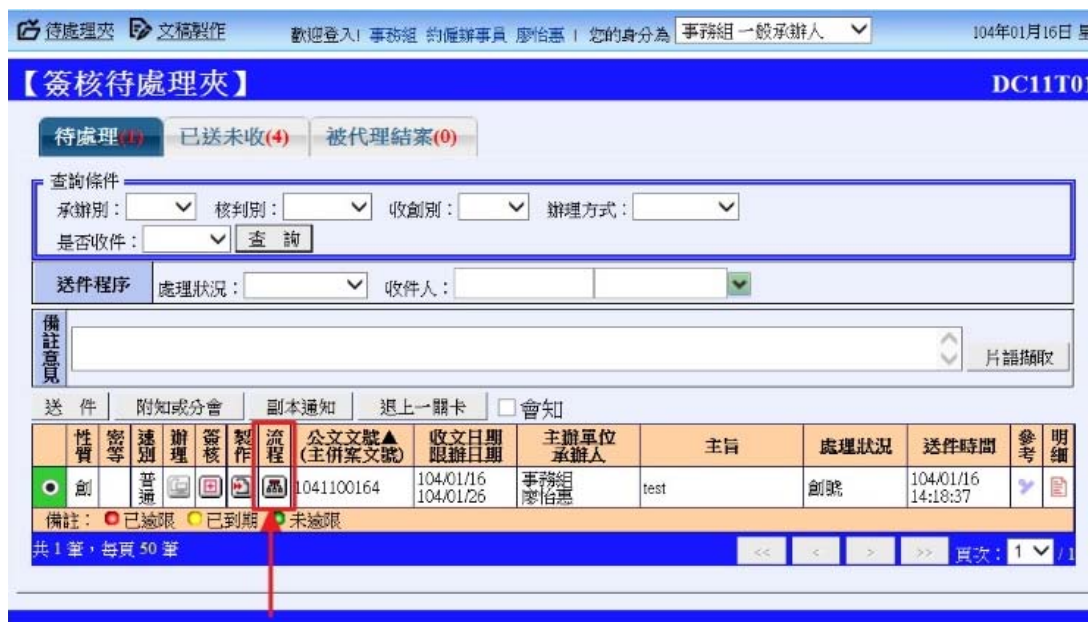 待處理夾 文稿製作 歡迎登入! 事務組 約僱辦事員 廖怡惠 | 您的身分為 事務組一般承辦人 104年01月16日 星
【簽核待處理夾】 DC11T01
待處理(1) 已送未收(4) 被代理結案(0)
查詢條件
承辦別： 核判別： 收創別： 辦理方式：
是否收件： 查 詢
送件程序 處理狀況： 收件人：
備註意見 片語擷取
送 件 附知或分會 副本通知 退上一關卡 會知
性質 密等 速別 辦理 簽核 製作 流程 公文文號▲ (主併案文號) 收文日期 限辦日期 主辦單位 承辦人 主旨 處理狀況 送件時間 參考 明細
創 普通 1041100164 104/01/16 104/01/26 事務組 廖怡惠 test 創號 104/01/16 14:18:37
備註： 已逾限 已到期 未逾限
共 1 筆，每頁 50 筆 << < > >> 頁次： 1 / 1